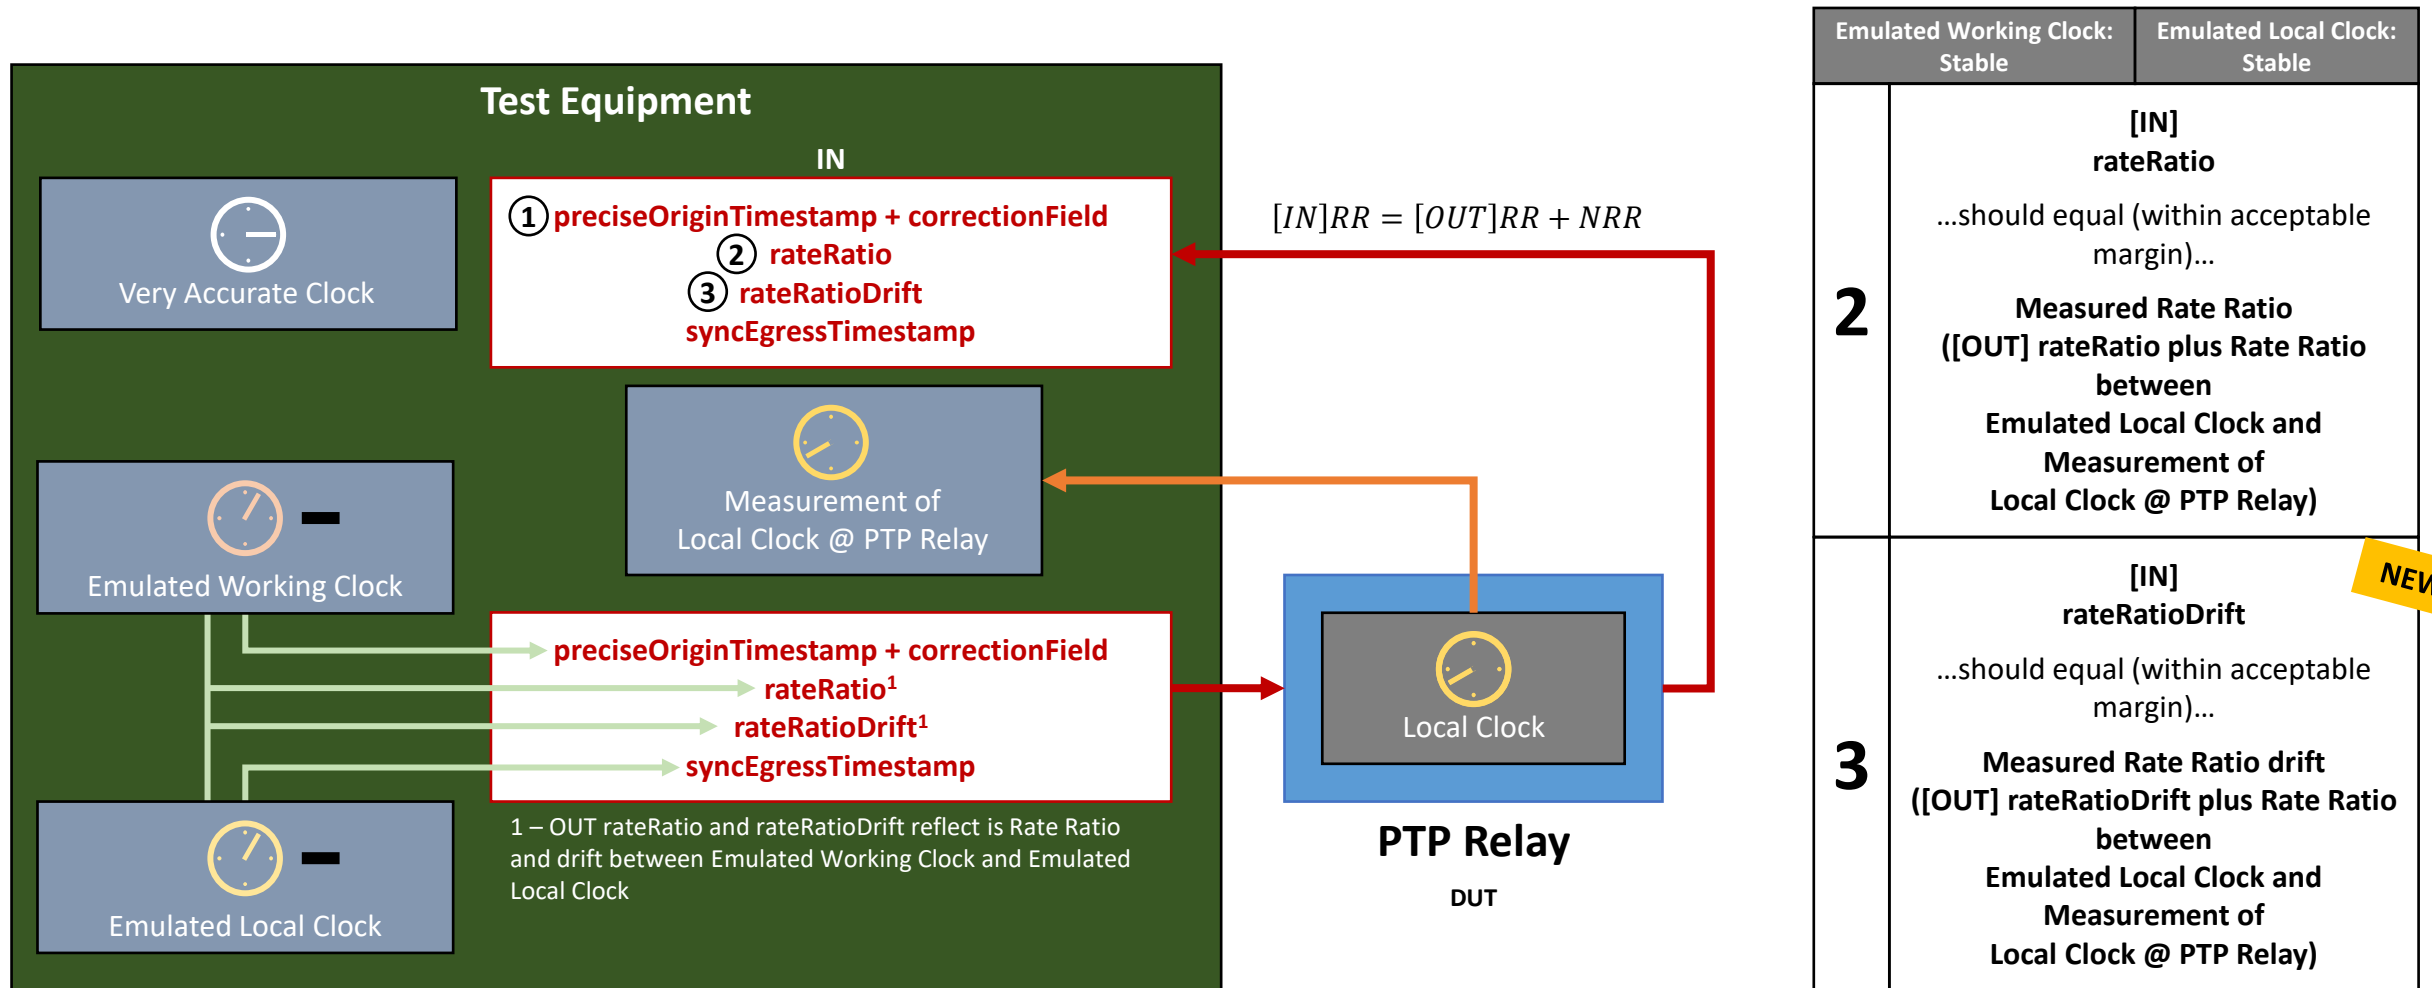 Test Equipment
IN
Very Accurate Clock
① preciseOriginTimestamp + correctionField
② rateRatio
③ rateRatioDrift
syncEgressTimestamp
[IN]RR = [OUT]RR + NRR
Measurement of
Local Clock @ PTP Relay
Emulated Working Clock
preciseOriginTimestamp + correctionField
rateRatio¹
rateRatioDrift¹
syncEgressTimestamp
Emulated Local Clock
1 – OUT rateRatio and rateRatioDrift reflect is Rate Ratio
and drift between Emulated Working Clock and Emulated
Local Clock
Local Clock
PTP Relay
DUT
Emulated Working Clock:
Stable
Emulated Local Clock:
Stable
2
[IN]
rateRatio
...should equal (within acceptable
margin)...
Measured Rate Ratio
([OUT] rateRatio plus Rate Ratio
between
Emulated Local Clock and
Measurement of
Local Clock @ PTP Relay)
3
[IN]
rateRatioDrift
...should equal (within acceptable
margin)...
Measured Rate Ratio drift
([OUT] rateRatioDrift plus Rate Ratio
between
Emulated Local Clock and
Measurement of
Local Clock @ PTP Relay)
NEW